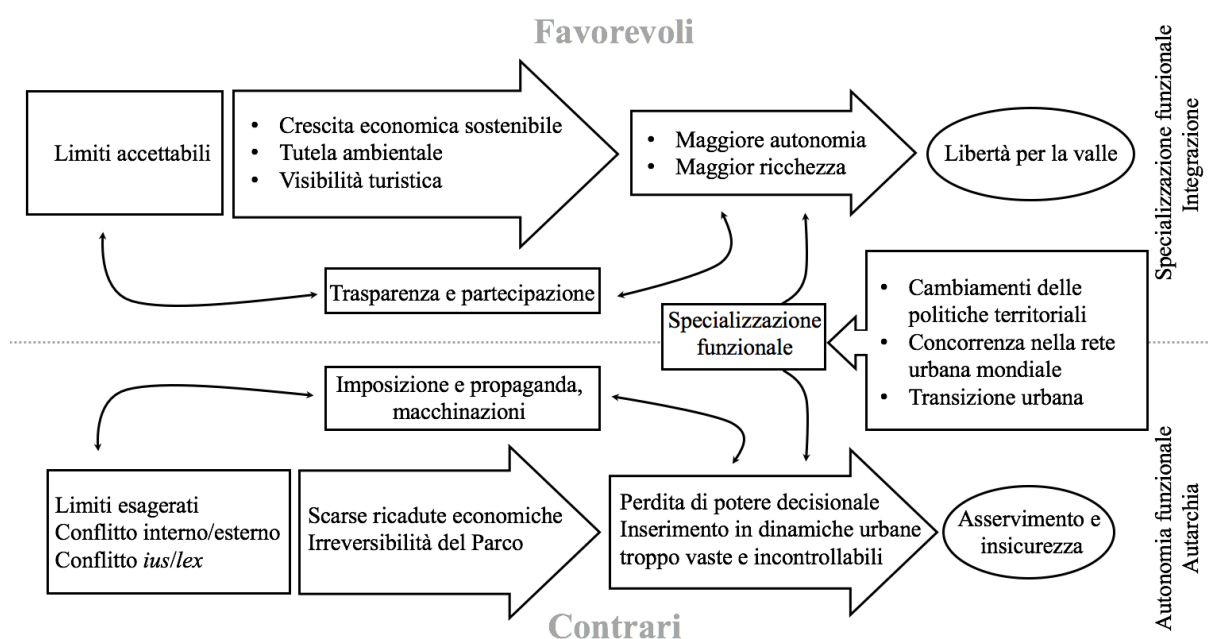 Favorevoli
Limiti accettabili
• Crescita economica sostenibile
• Tutela ambientale
• Visibilità turistica
• Maggiore autonomia
• Maggior ricchezza
Libertà per la valle
Specializzazione funzionale
Integrazione
Trasparenza e partecipazione
Specializzazione
funzionale
• Cambiamenti delle
politiche territoriali
• Concorrenza nella rete
urbana mondiale
• Transizione urbana
Imposizione e propaganda,
macchinazioni
Limiti esagerati
Conflitto interno/esterno
Conflitto ius/lex
Scarse ricadute economiche
Irreversibilità del Parco
Perdita di potere decisionale
Inserimento in dinamiche urbane
troppo vaste e incontrollabili
Asservimento e
insicurezza
Autonomia funzionale
Autarchia
Contrari